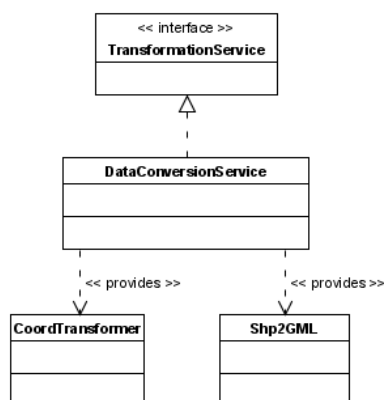 << interface >>
TransformationService
DataConversionService
<< provides >>
<< provides >>
CoordTransformer
Shp2GML